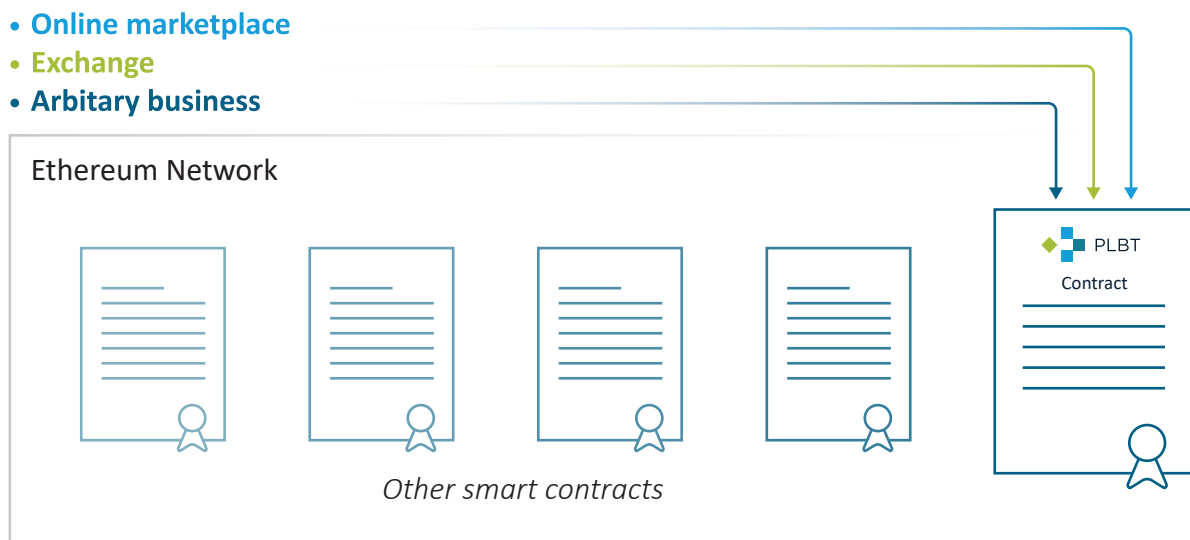 • Online marketplace
• Exchange
• Arbitary business
Ethereum Network
PLBT
Contract
Other smart contracts